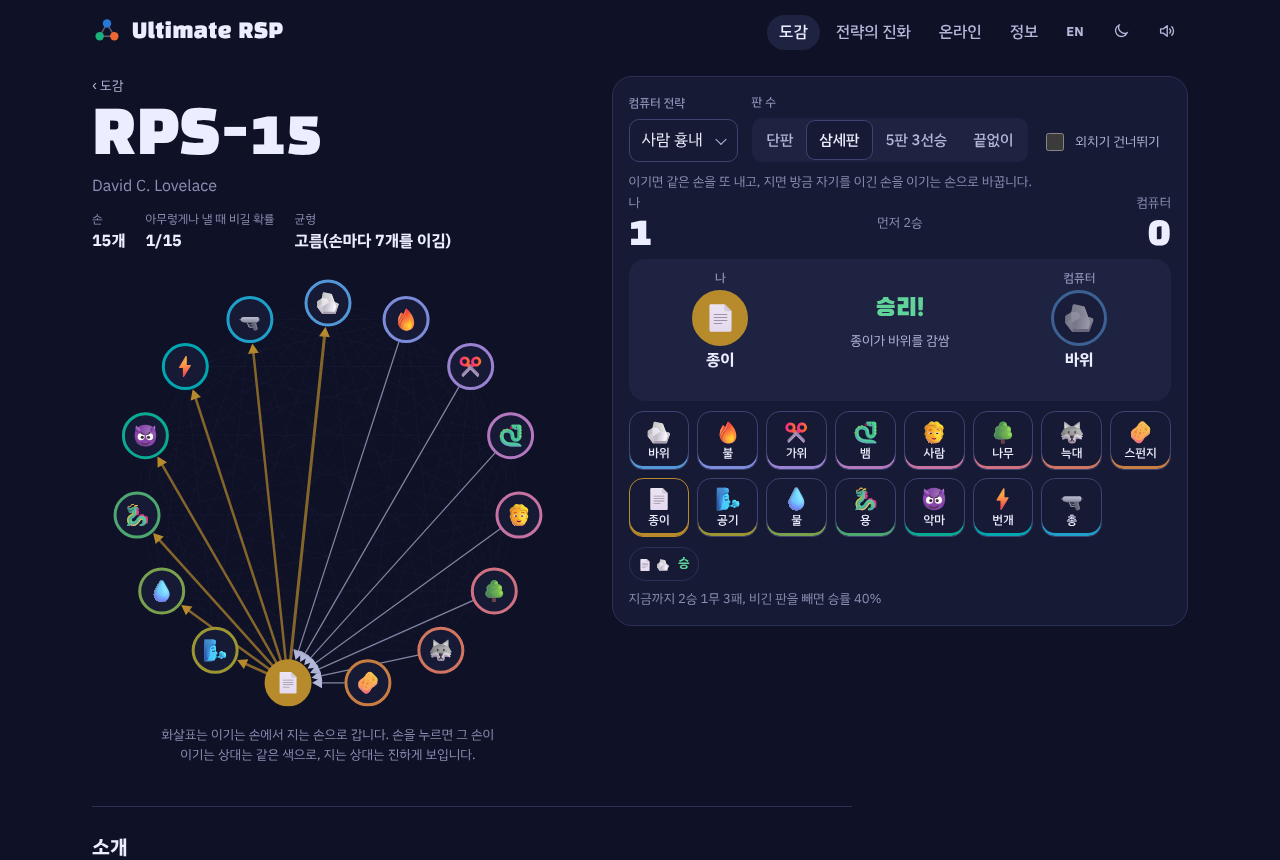 Ultimate RSP
도감
전략의 진화
온라인
정보
EN
‹ 도감
RPS-15
David C. Lovelace
손
15개
아무렇게나 낼 때 비길 확률
1/15
균형
고름(손마다 7개를 이김)
화살표는 이기는 손에서 지는 손으로 갑니다. 손을 누르면 그 손이
이기는 상대는 같은 색으로, 지는 상대는 진하게 보입니다.
소개
컴퓨터 전략
사람 흉내
판 수
단판
삼세판
5판 3선승
끝없이
외치기 건너뛰기
이기면 같은 손을 또 내고, 지면 방금 자기를 이긴 손을 이기는 손으로 바꿉니다.
나
1
먼저 2승
컴퓨터
0
나
종이
승리!
종이가 바위를 감쌈
컴퓨터
바위
바위
불
가위
뱀
사람
나무
늑대
스펀지
종이
공기
물
용
악마
번개
총
승
지금까지 2승 1무 3패, 비긴 판을 빼면 승률 40%